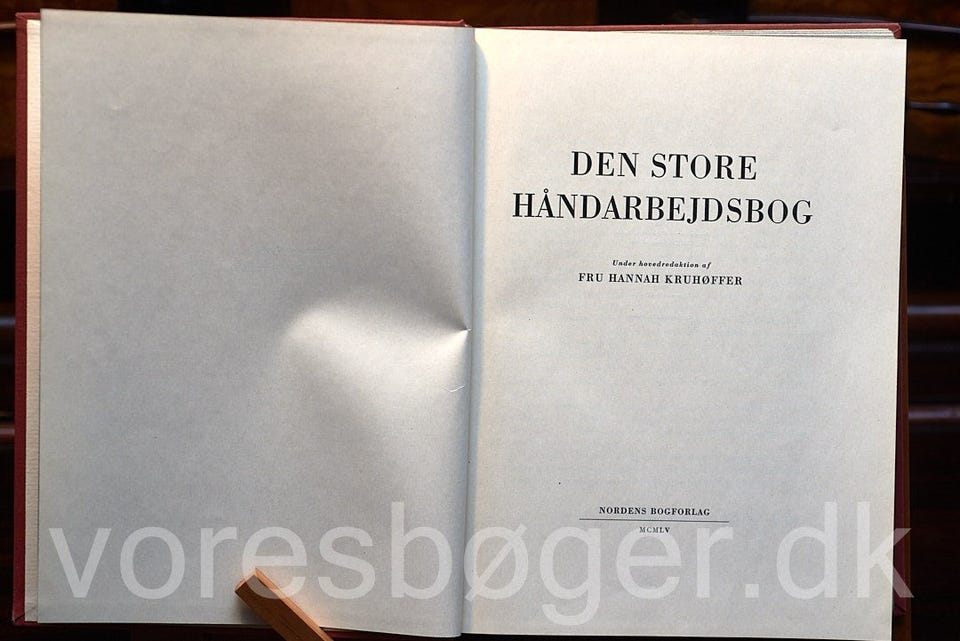 DEN STORE
HÅNDARBEJDSBOG
Under hovedredaktion af
FRU HANNAH KRUHØFFER
NORDENS BOGFORLAG
MCMLV
voresbøger.dk